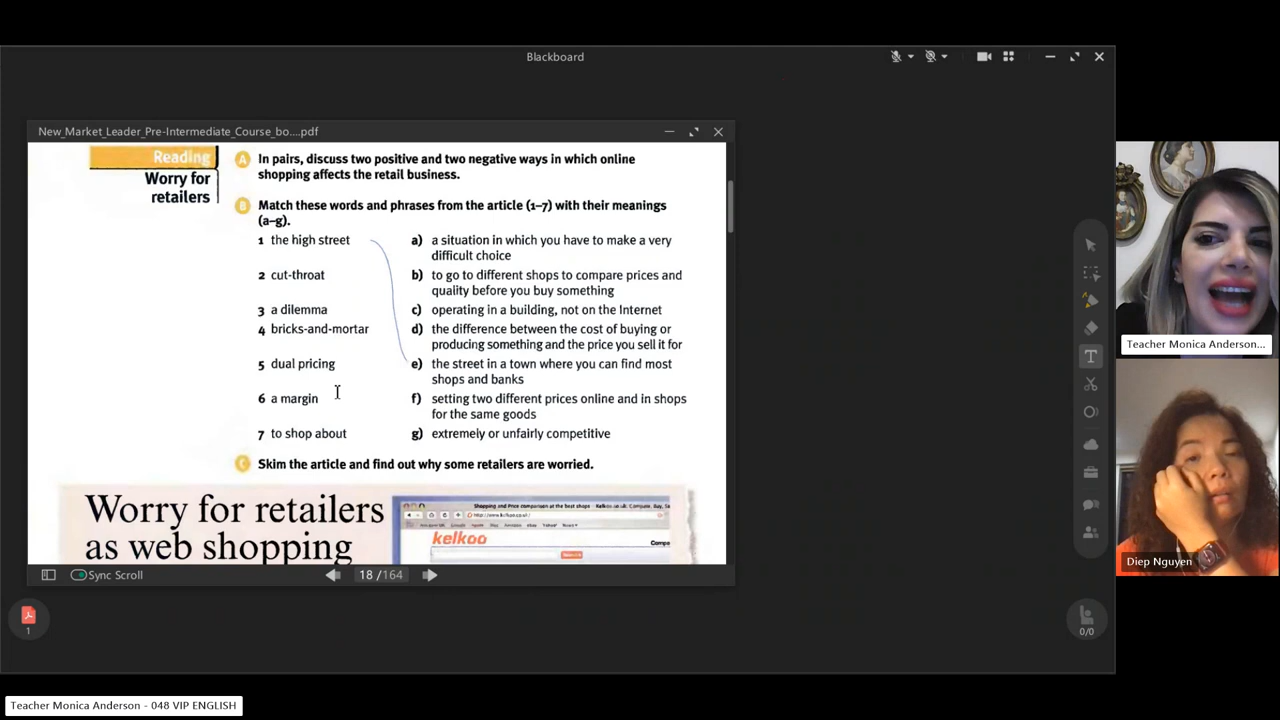 Blackboard
New_Market_Leader_Pre-Intermediate_Course_bo....pdf
Reading
Worry for
retailers
A In pairs, discuss two positive and two negative ways in which online
shopping affects the retail business.
B Match these words and phrases from the article (1–7) with their meanings
(a–g).
1 the high street
2 cut-throat
3 a dilemma
4 bricks-and-mortar
5 dual pricing
6 a margin
7 to shop about
a) a situation in which you have to make a very
difficult choice
b) to go to different shops to compare prices and
quality before you buy something
c) operating in a building, not on the Internet
d) the difference between the cost of buying or
producing something and the price you sell it for
e) the street in a town where you can find most
shops and banks
f) setting two different prices online and in shops
for the same goods
g) extremely or unfairly competitive
C Skim the article and find out why some retailers are worried.
Worry for retailers
as web shopping
Shopping and Price comparison at the best shops
kelkoo
Sync Scroll
18 /164
1
T
0/0
Teacher Monica Anderson...
Diep Nguyen
Teacher Monica Anderson - 048 VIP ENGLISH